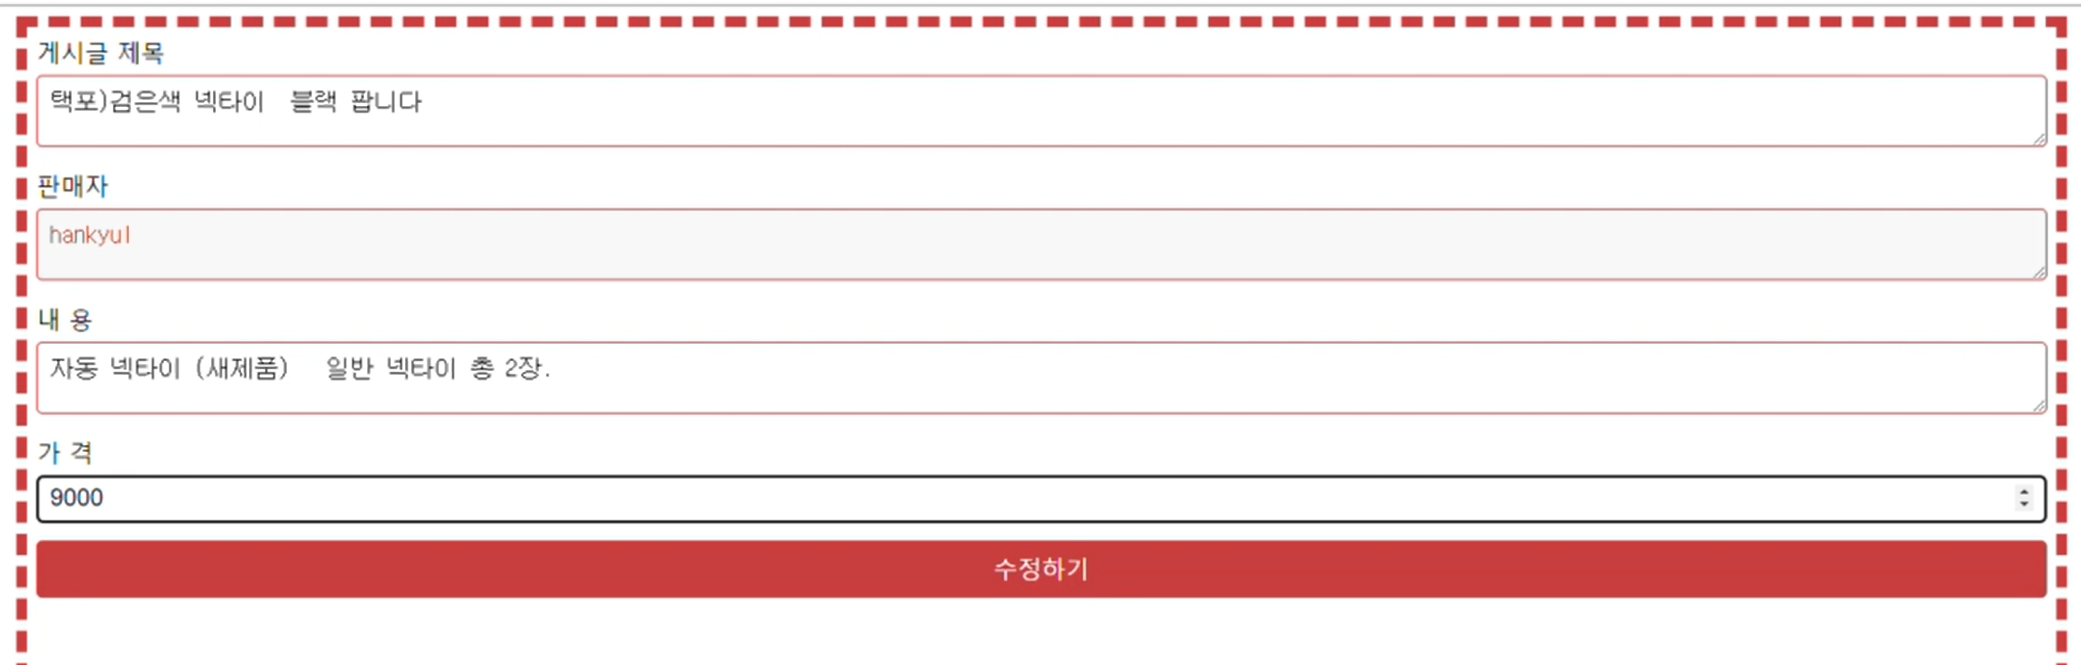 게시글 제목
택포)검은색 넥타이  블랙 팝니다
판매자
hankyul
내 용
자동 넥타이 (새제품)   일반 넥타이 총 2장.
가 격
9000
수정하기